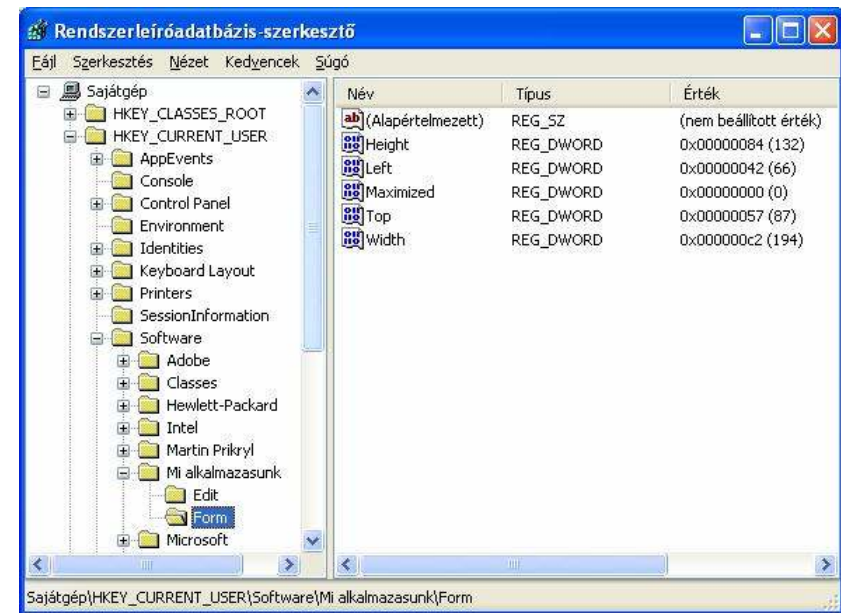 Rendszerleíróadatbázis-szerkesztő
Fájl Szerkesztés Nézet Kedvencek Súgó
Sajátgép
HKEY_CLASSES_ROOT
HKEY_CURRENT_USER
AppEvents
Console
Control Panel
Environment
Identities
Keyboard Layout
Printers
SessionInformation
Software
Adobe
Classes
Hewlett-Packard
Intel
Martin Prikryl
Mi alkalmazasunk
Edit
Form
Microsoft
Név Típus Érték
(Alapértelmezett) REG_SZ (nem beállított érték)
Height REG_DWORD 0x00000084 (132)
Left REG_DWORD 0x00000042 (66)
Maximized REG_DWORD 0x00000000 (0)
Top REG_DWORD 0x00000057 (87)
Width REG_DWORD 0x000000c2 (194)
Sajátgép\HKEY_CURRENT_USER\Software\Mi alkalmazasunk\Form